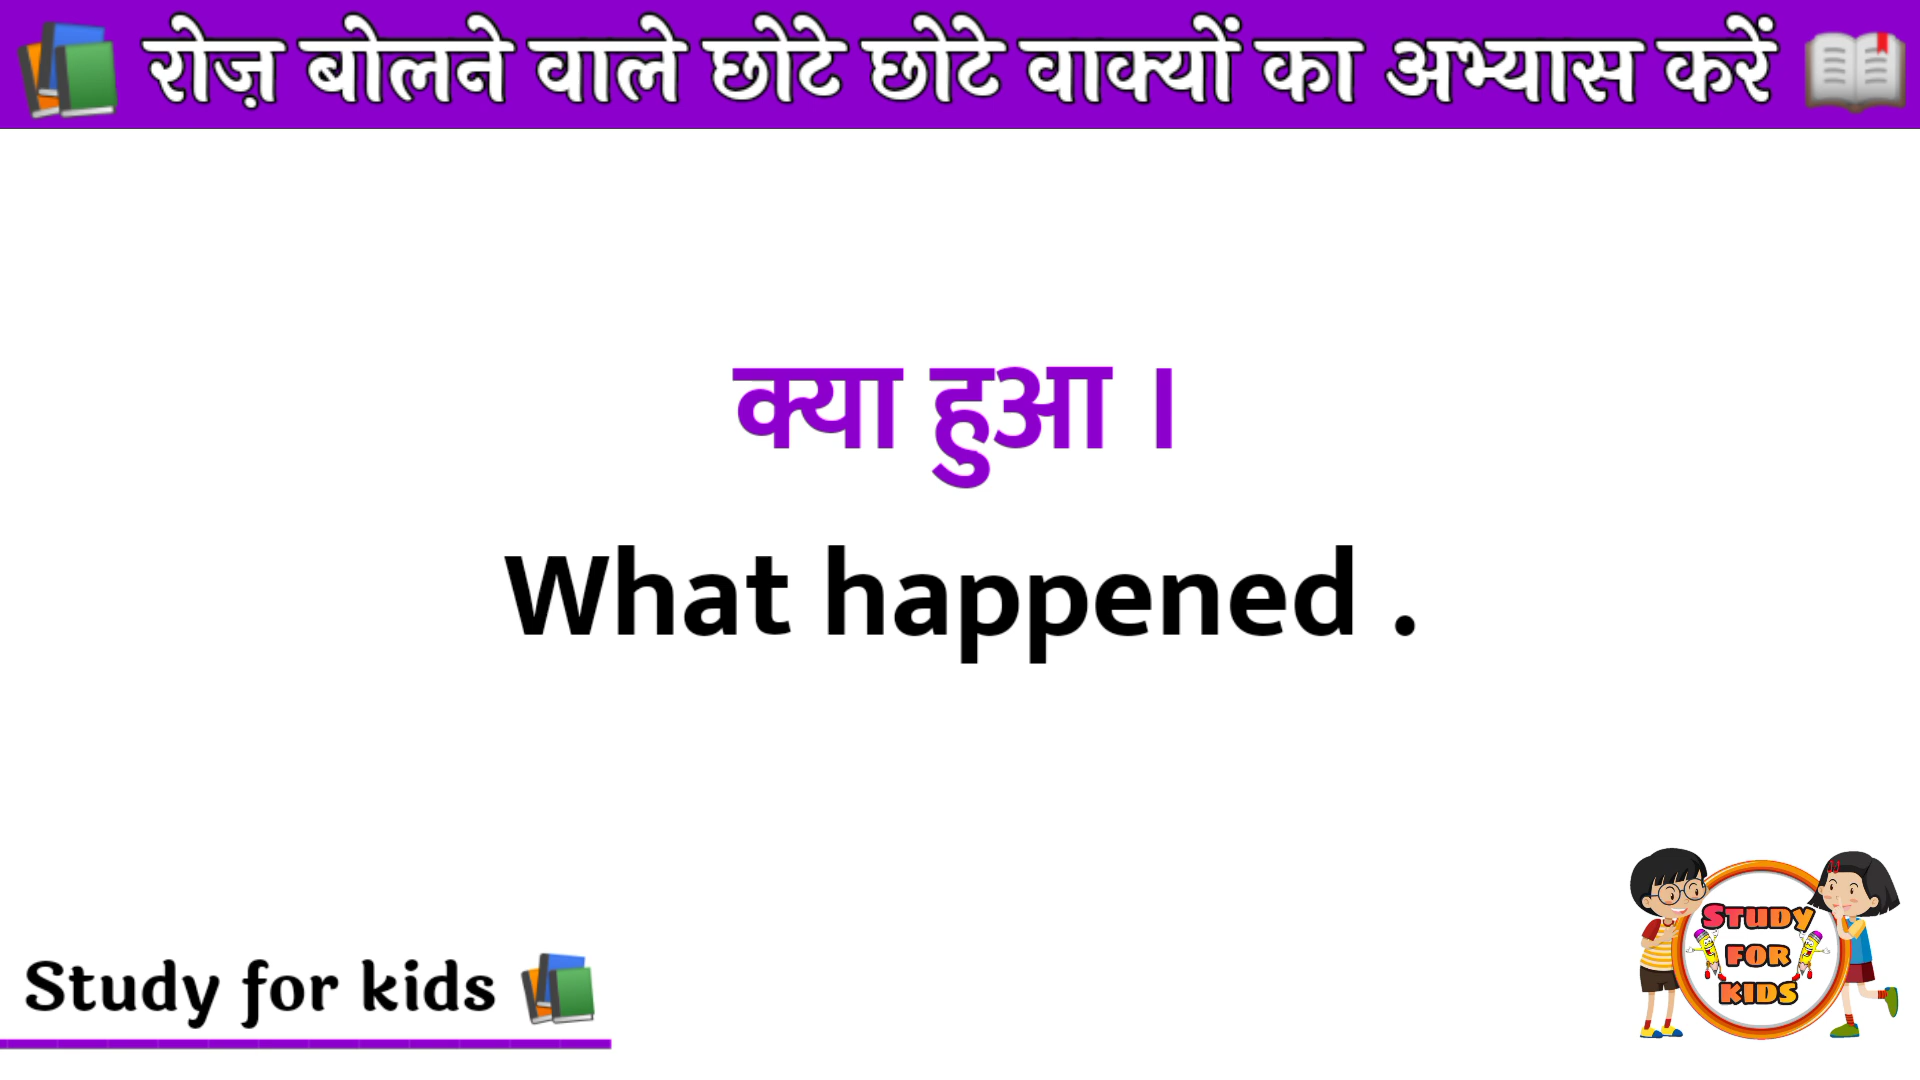 रोज़ बोलने वाले छोटे छोटे वाक्यों का अभ्यास करें
क्या हुआ ।
What happened .
Study for kids
STUDY
FOR
KIDS